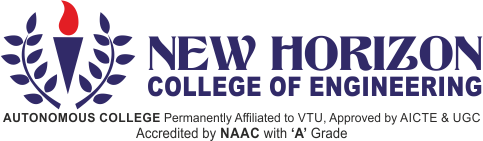 NEW HORIZON
COLLEGE OF ENGINEERING
AUTONOMOUS COLLEGE Permanently Affiliated to VTU, Approved by AICTE & UGC
Accredited by NAAC with ‘A’ Grade